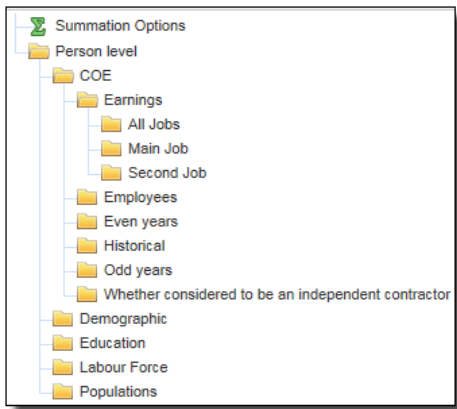 Summation Options
Person level
COE
Earnings
All Jobs
Main Job
Second Job
Employees
Even years
Historical
Odd years
Whether considered to be an independent contractor
Demographic
Education
Labour Force
Populations